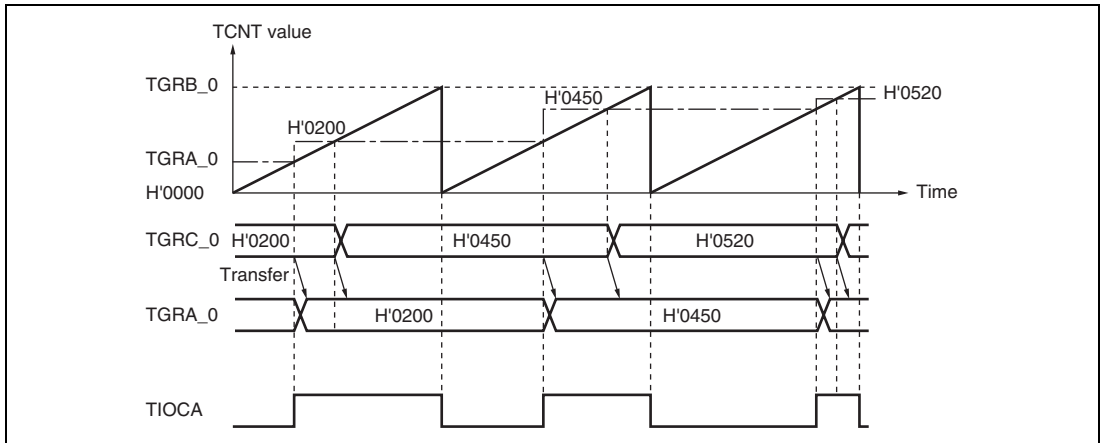 TCNT value
TGRB_0
H'0450
H'0520
H'0200
TGRA_0
H'0000
Time
TGRC_0 H'0200 H'0450 H'0520
Transfer
TGRA_0 H'0200 H'0450
TIOCA